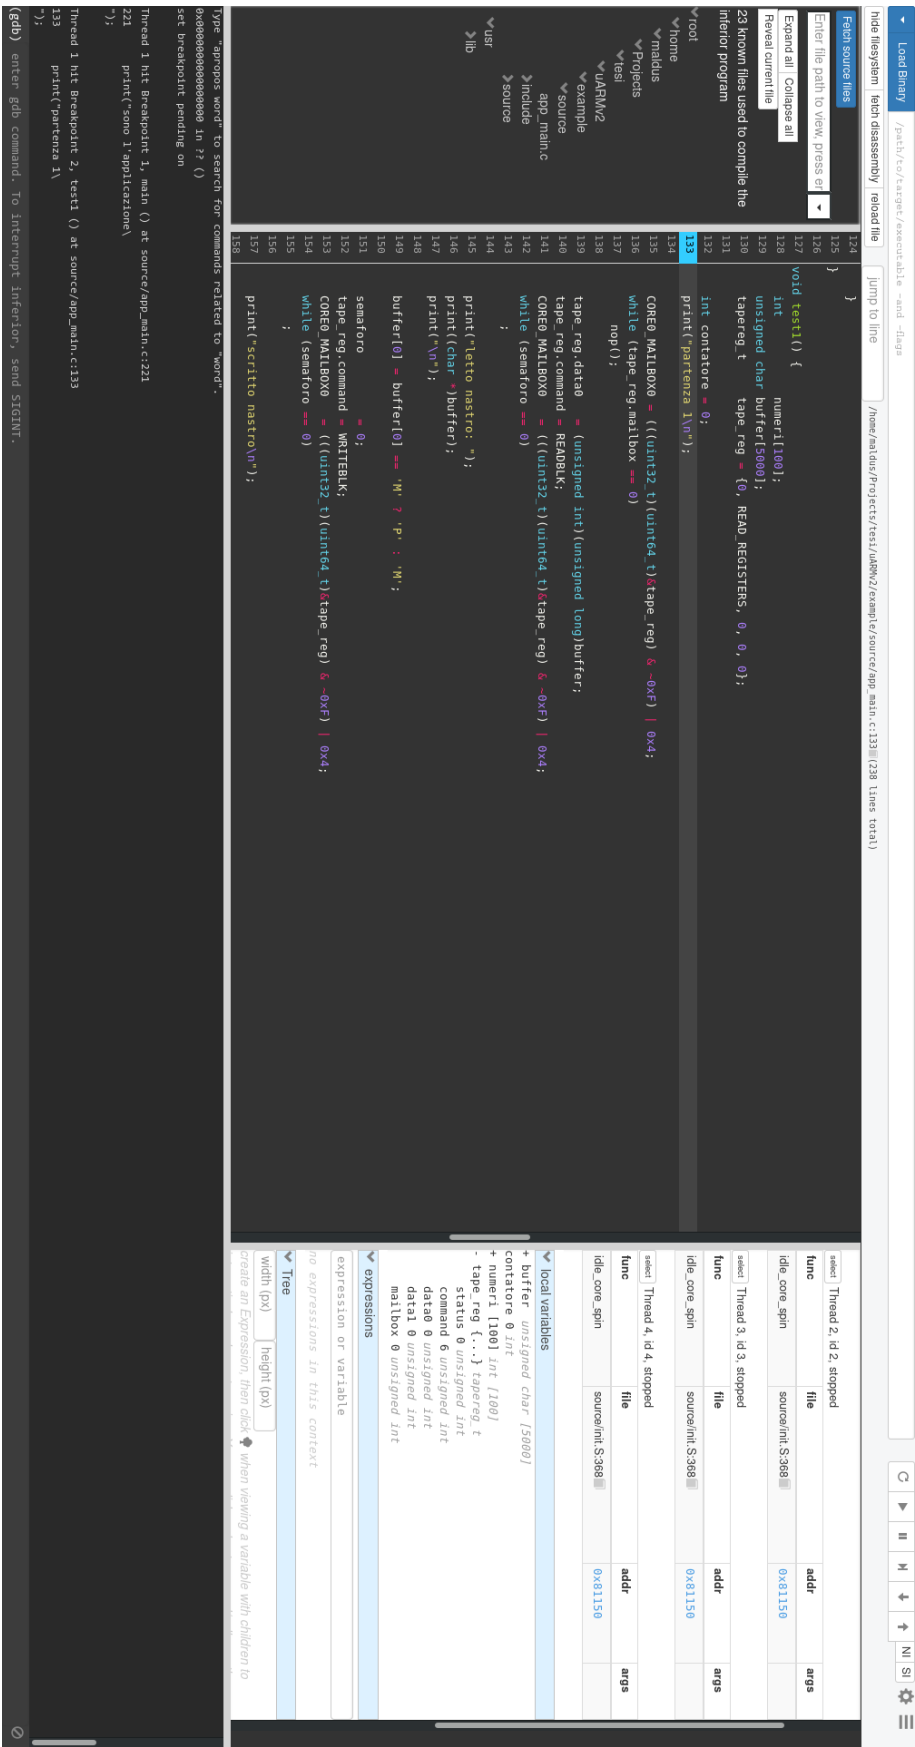 Load Binary
/path/to/target/executable -and -flags
NI
SI
hide filesystem
fetch disassembly
reload file
jump to line
/home/maldus/Projects/tesi/uARMv2/example/source/app_main.c:133 (238 lines total)
Fetch source files
Enter file path to view, press er
Expand all
Collapse all
Reveal current file
23 known files used to compile the
inferior program
root
home
maldus
Projects
tesi
uARMv2
example
source
app_main.c
include
source
usr
lib
124 }
125 }
126
127 void test1() {
128 int numeri[100];
129 unsigned char buffer[5000];
130 tapereg_t tape_reg = {0, READ_REGISTERS, 0, 0, 0};
131
132 int contatore = 0;
133 print("partenza 1\n");
134
135 CORE0_MAILBOX0 = (((uint32_t)(uint64_t)&tape_reg) & ~0xF) | 0x4;
136 while (tape_reg.mailbox == 0)
137 nop();
138
139 tape_reg.data0 = (unsigned int)(unsigned long)buffer;
140 tape_reg.command = READBLK;
141 CORE0_MAILBOX0 = (((uint32_t)(uint64_t)&tape_reg) & ~0xF) | 0x4;
142 while (semaforo == 0)
143 ;
144
145 print("letto nastro: ");
146 print((char *)buffer);
147 print("\n");
148
149 buffer[0] = buffer[0] == 'M' ? 'P' : 'M';
150
151 semaforo = 0;
152 tape_reg.command = WRITEBLK;
153 CORE0_MAILBOX0 = (((uint32_t)(uint64_t)&tape_reg) & ~0xF) | 0x4;
154 while (semaforo == 0)
155 ;
156
157 print("scritto nastro\n");
158
select Thread 2, id 2, stopped
func file addr args
idle_core_spin source/init.S:368 0x81150
select Thread 3, id 3, stopped
func file addr args
idle_core_spin source/init.S:368 0x81150
select Thread 4, id 4, stopped
func file addr args
idle_core_spin source/init.S:368 0x81150
local variables
+ buffer unsigned char [5000]
contatore 0 int
+ numeri [100] int [100]
- tape_reg {...} tapereg_t
status 0 unsigned int
command 6 unsigned int
data0 0 unsigned int
data1 0 unsigned int
mailbox 0 unsigned int
expressions
expression or variable
no expressions in this context
Tree
width (px)
height (px)
create an Expression, then click when viewing a variable with children to
Type "apropos word" to search for commands related to "word".
0x0000000000000000 in ?? ()
set breakpoint pending on
Thread 1 hit Breakpoint 1, main () at source/app_main.c:221
221 print("sono l'applicazione\
");
Thread 1 hit Breakpoint 2, test1 () at source/app_main.c:133
133 print("partenza 1\
");
(gdb) enter gdb command. To interrupt inferior, send SIGINT.